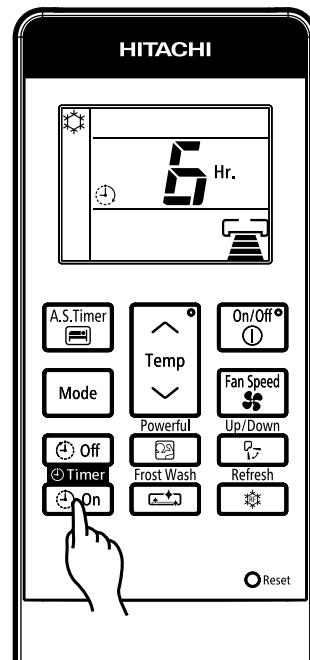 HITACHI
6 Hr.
A.S.Timer
Temp
On/Off
Mode
Fan Speed
Off
Powerful
Up/Down
Timer
Frost Wash
Refresh
On
Reset